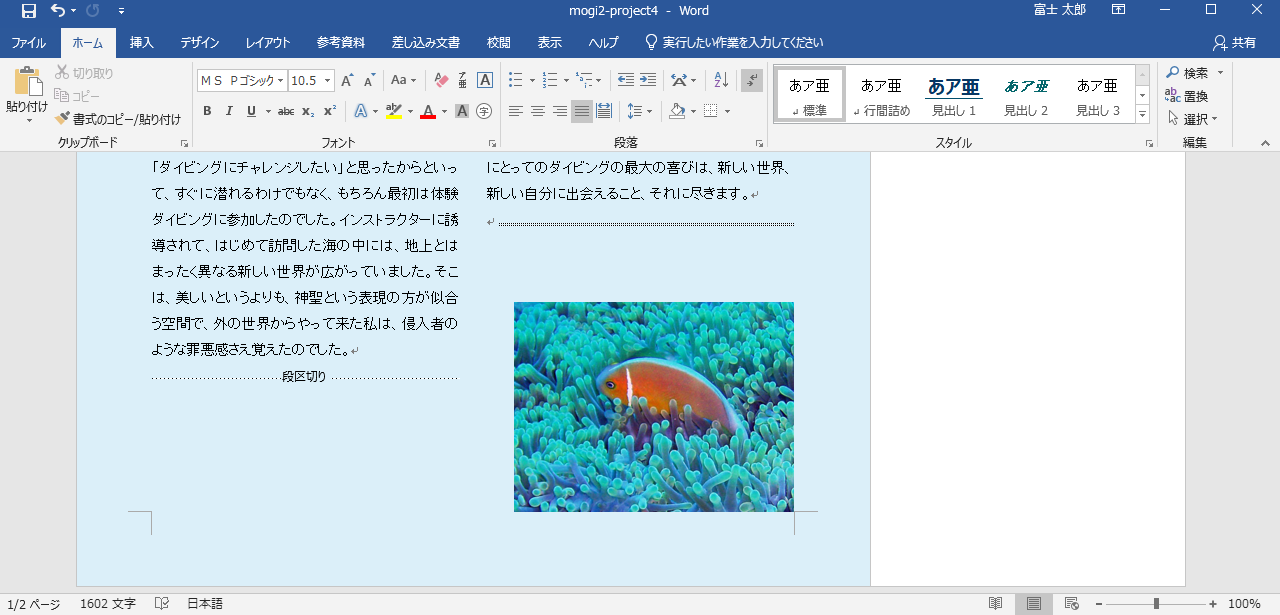 mogi2-project4 - Word
富士 太郎
ファイル ホーム 挿入 デザイン レイアウト 参考資料 差し込み文書 校閲 表示 ヘルプ 実行したい作業を入力してください 共有
貼り付け
切り取り
コピー
書式のコピー/貼り付け
クリップボード
ＭＳ Ｐゴシック 10.5
フォント
段落
あア亜 あア亜 あア亜 あア亜 あア亜
標準 行間詰め 見出し 1 見出し 2 見出し 3
スタイル
検索
置換
選択
編集
「ダイビングにチャレンジしたい」と思ったからといっ
て、すぐに潜れるわけでもなく、もちろん最初は体験
ダイビングに参加したのでした。インストラクターに誘
導されて、はじめて訪問した海の中には、地上とは
まったく異なる新しい世界が広がっていました。そこ
は、美しいというよりも、神聖という表現の方が似合
う空間で、外の世界からやって来た私は、侵入者の
ような罪悪感さえ覚えたのでした。
段区切り
にとってのダイビングの最大の喜びは、新しい世界、
新しい自分に出会えること、それに尽きます。
1/2 ページ 1602 文字 日本語 100%